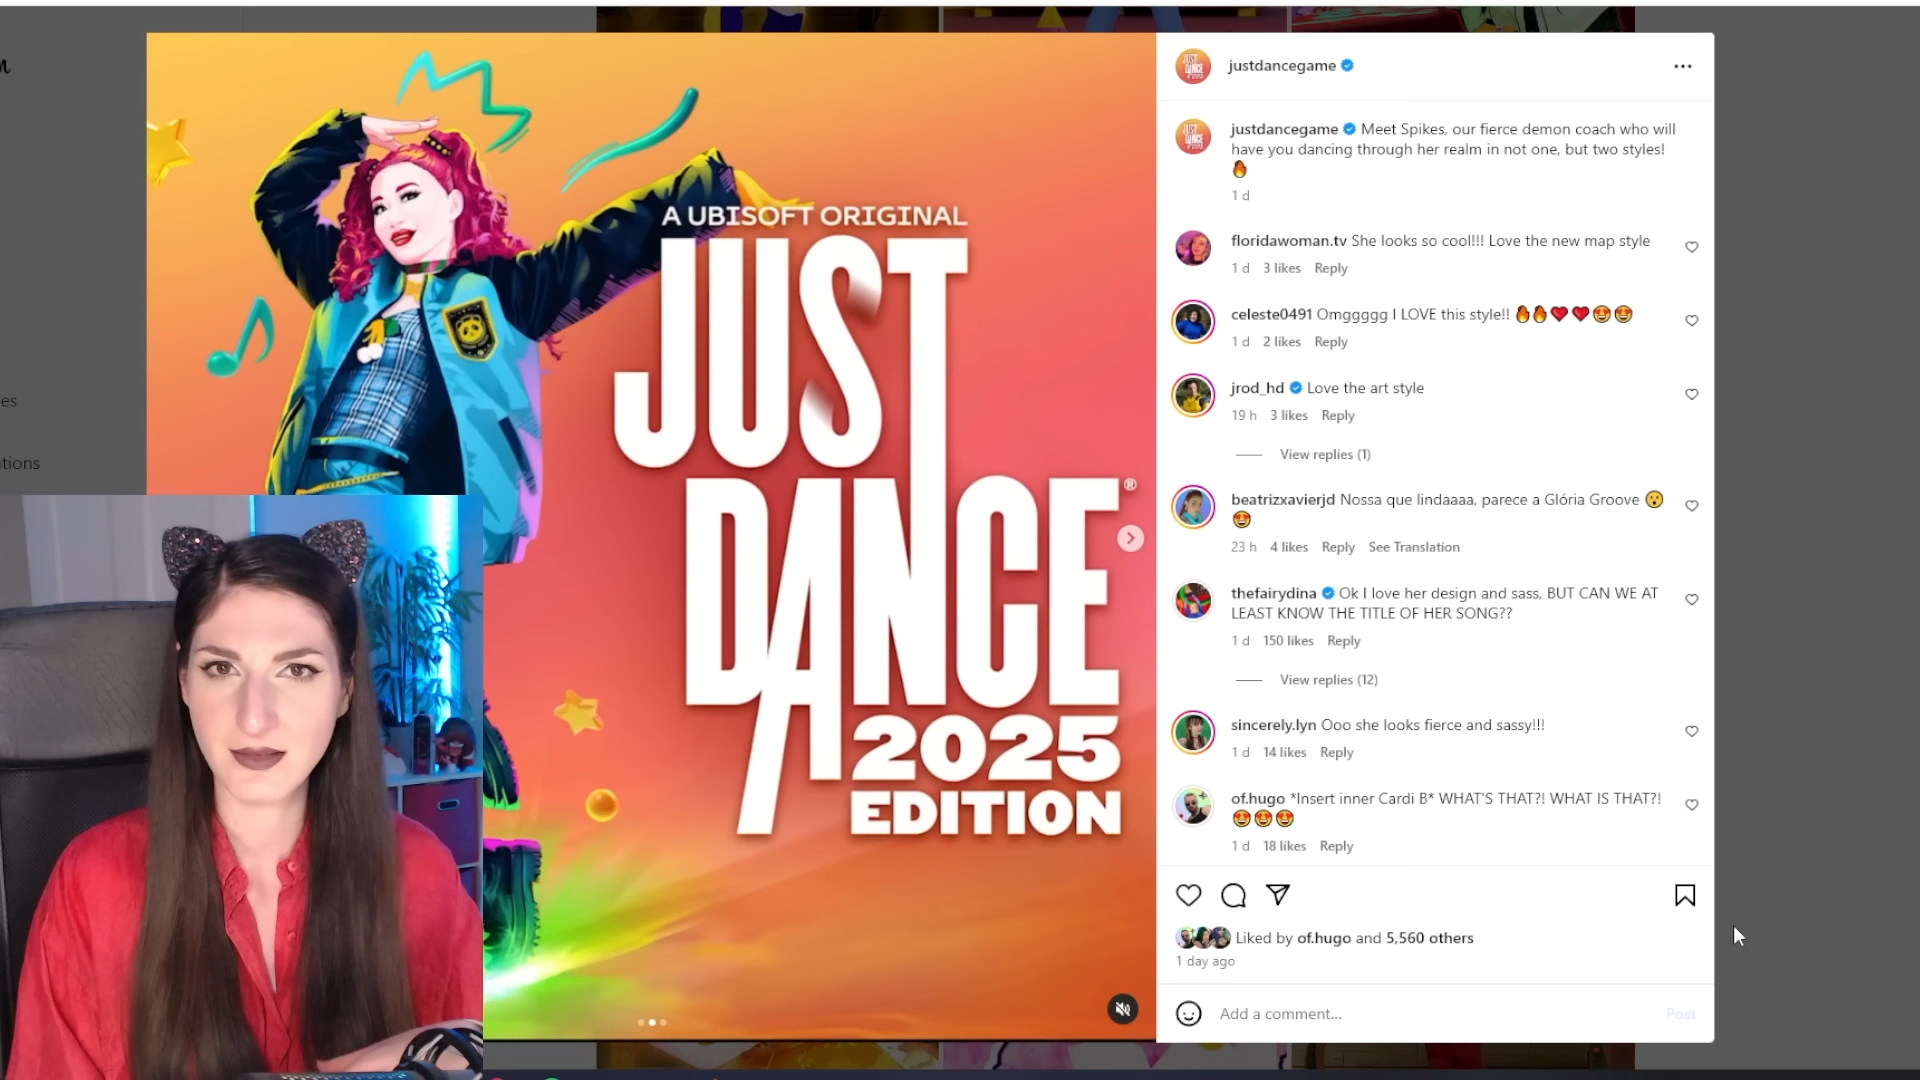 es
tions
A UBISOFT ORIGINAL
JUST
DANCE®
2025
EDITION
justdancegame
justdancegame Meet Spikes, our fierce demon coach who will
have you dancing through her realm in not one, but two styles!
🔥
1 d
floridawoman.tv She looks so cool!!! Love the new map style
1 d 3 likes Reply
celeste0491 Omggggg I LOVE this style!! 🔥🔥❤️❤️😍😍
1 d 2 likes Reply
jrod_hd Love the art style
19 h 3 likes Reply
View replies (1)
beatrizxavierjd Nossa que lindaaaa, parece a Glória Groove 😮
😍
23 h 4 likes Reply See Translation
thefairydina Ok I love her design and sass, BUT CAN WE AT
LEAST KNOW THE TITLE OF HER SONG??
1 d 150 likes Reply
View replies (12)
sincerely.lyn Ooo she looks fierce and sassy!!!
1 d 14 likes Reply
of.hugo *Insert inner Cardi B* WHAT'S THAT?! WHAT IS THAT?!
😍😍😍
1 d 18 likes Reply
Liked by of.hugo and 5,560 others
1 day ago
Add a comment...
Post